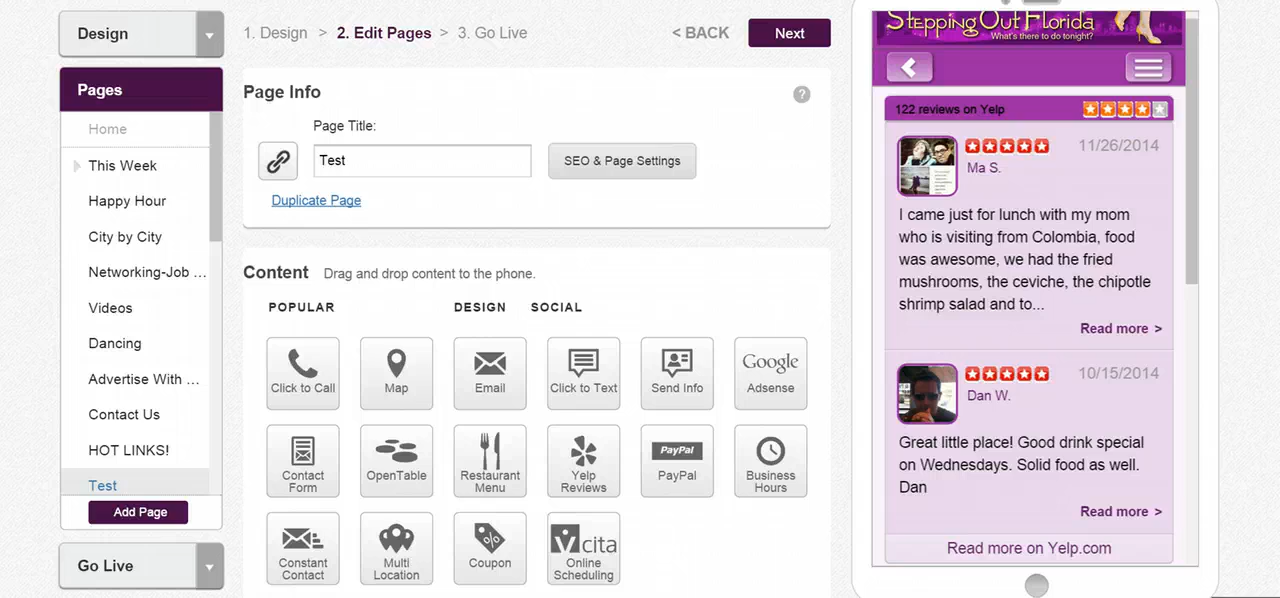 Design
1. Design > 2. Edit Pages > 3. Go Live
< BACK
Next
Pages
Home
This Week
Happy Hour
City by City
Networking-Job ...
Videos
Dancing
Advertise With ...
Contact Us
HOT LINKS!
Test
Add Page
Go Live
Page Info
?
Page Title:
Test
SEO & Page Settings
Duplicate Page
Content Drag and drop content to the phone.
POPULAR DESIGN SOCIAL
Click to Call
Map
Email
Click to Text
Send Info
Google
Adsense
Contact
Form
OpenTable
Restaurant
Menu
Yelp
Reviews
PayPal
PayPal
Business
Hours
Constant
Contact
Multi
Location
Coupon
Vcita
Online
Scheduling
Stepping Out Florida
What's there to do tonight?
122 reviews on Yelp
11/26/2014
Ma S.
I came just for lunch with my mom
who is visiting from Colombia, food
was awesome, we had the fried
mushrooms, the ceviche, the chipotle
shrimp salad and to...
Read more >
10/15/2014
Dan W.
Great little place! Good drink special
on Wednesdays. Solid food as well.
Dan
Read more >
Read more on Yelp.com